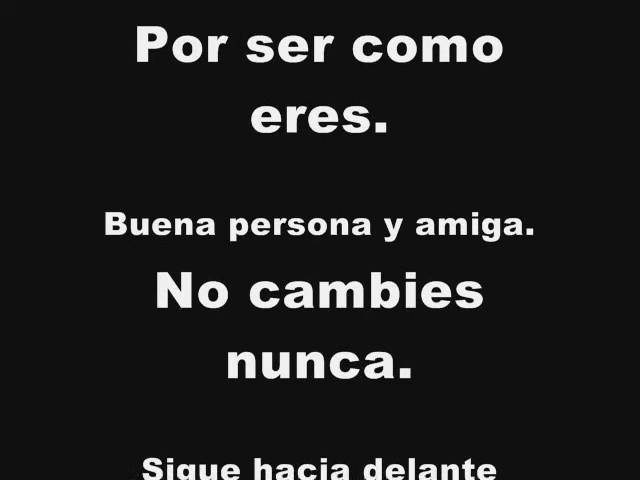 Por ser como
eres.
Buena persona y amiga.
No cambies
nunca.
Sigue hacia delante